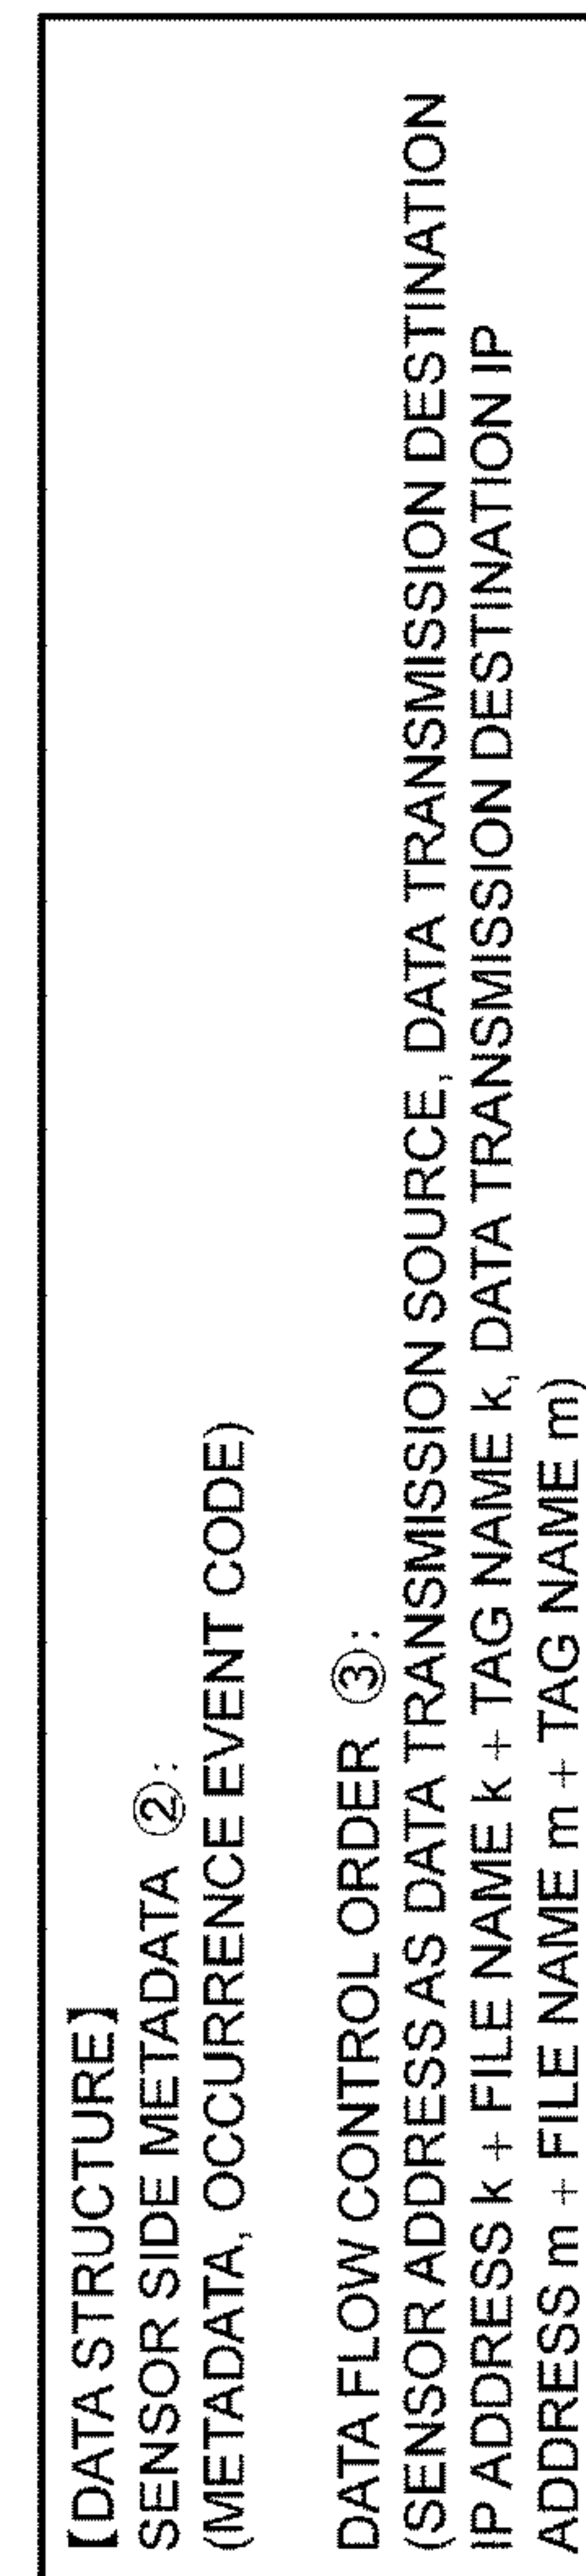 【DATA STRUCTURE】
SENSOR SIDE METADATA ②:
(METADATA, OCCURRENCE EVENT CODE)
DATA FLOW CONTROL ORDER ③:
(SENSOR ADDRESS AS DATA TRANSMISSION SOURCE, DATA TRANSMISSION DESTINATION
IP ADDRESS k + FILE NAME k + TAG NAME k, DATA TRANSMISSION DESTINATION IP
ADDRESS m + FILE NAME m + TAG NAME m)